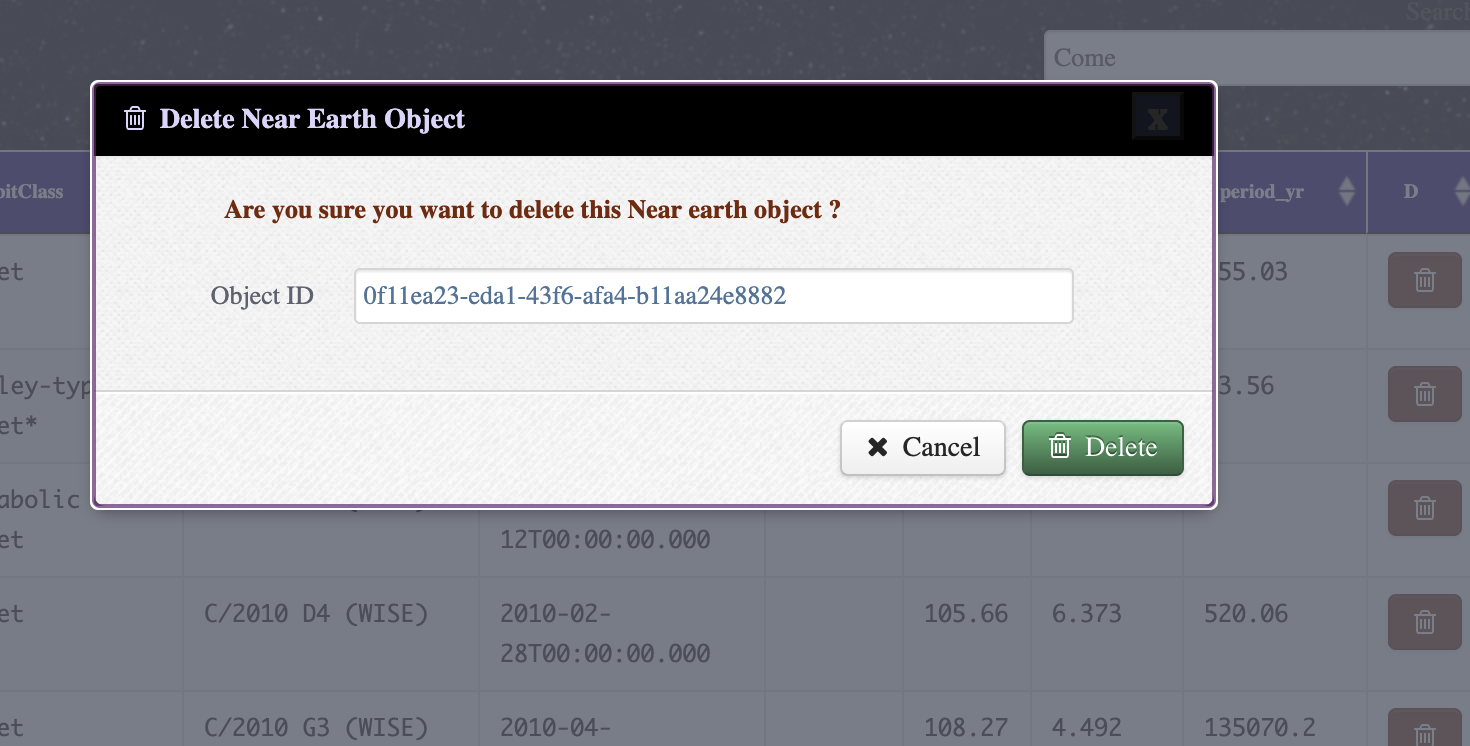 Search
Come
Delete Near Earth Object
X
bitClass
period_yr
D
Are you sure you want to delete this Near earth object ?
et
55.03
Object ID
0f11ea23-eda1-43f6-afa4-b11aa24e8882
ley-typ
3.56
et*
Cancel
Delete
abolic
et
12T00:00:00.000
et
C/2010 D4 (WISE)
2010-02-
105.66
6.373
520.06
28T00:00:00.000
et
C/2010 G3 (WISE)
2010-04-
108.27
4.492
135070.2